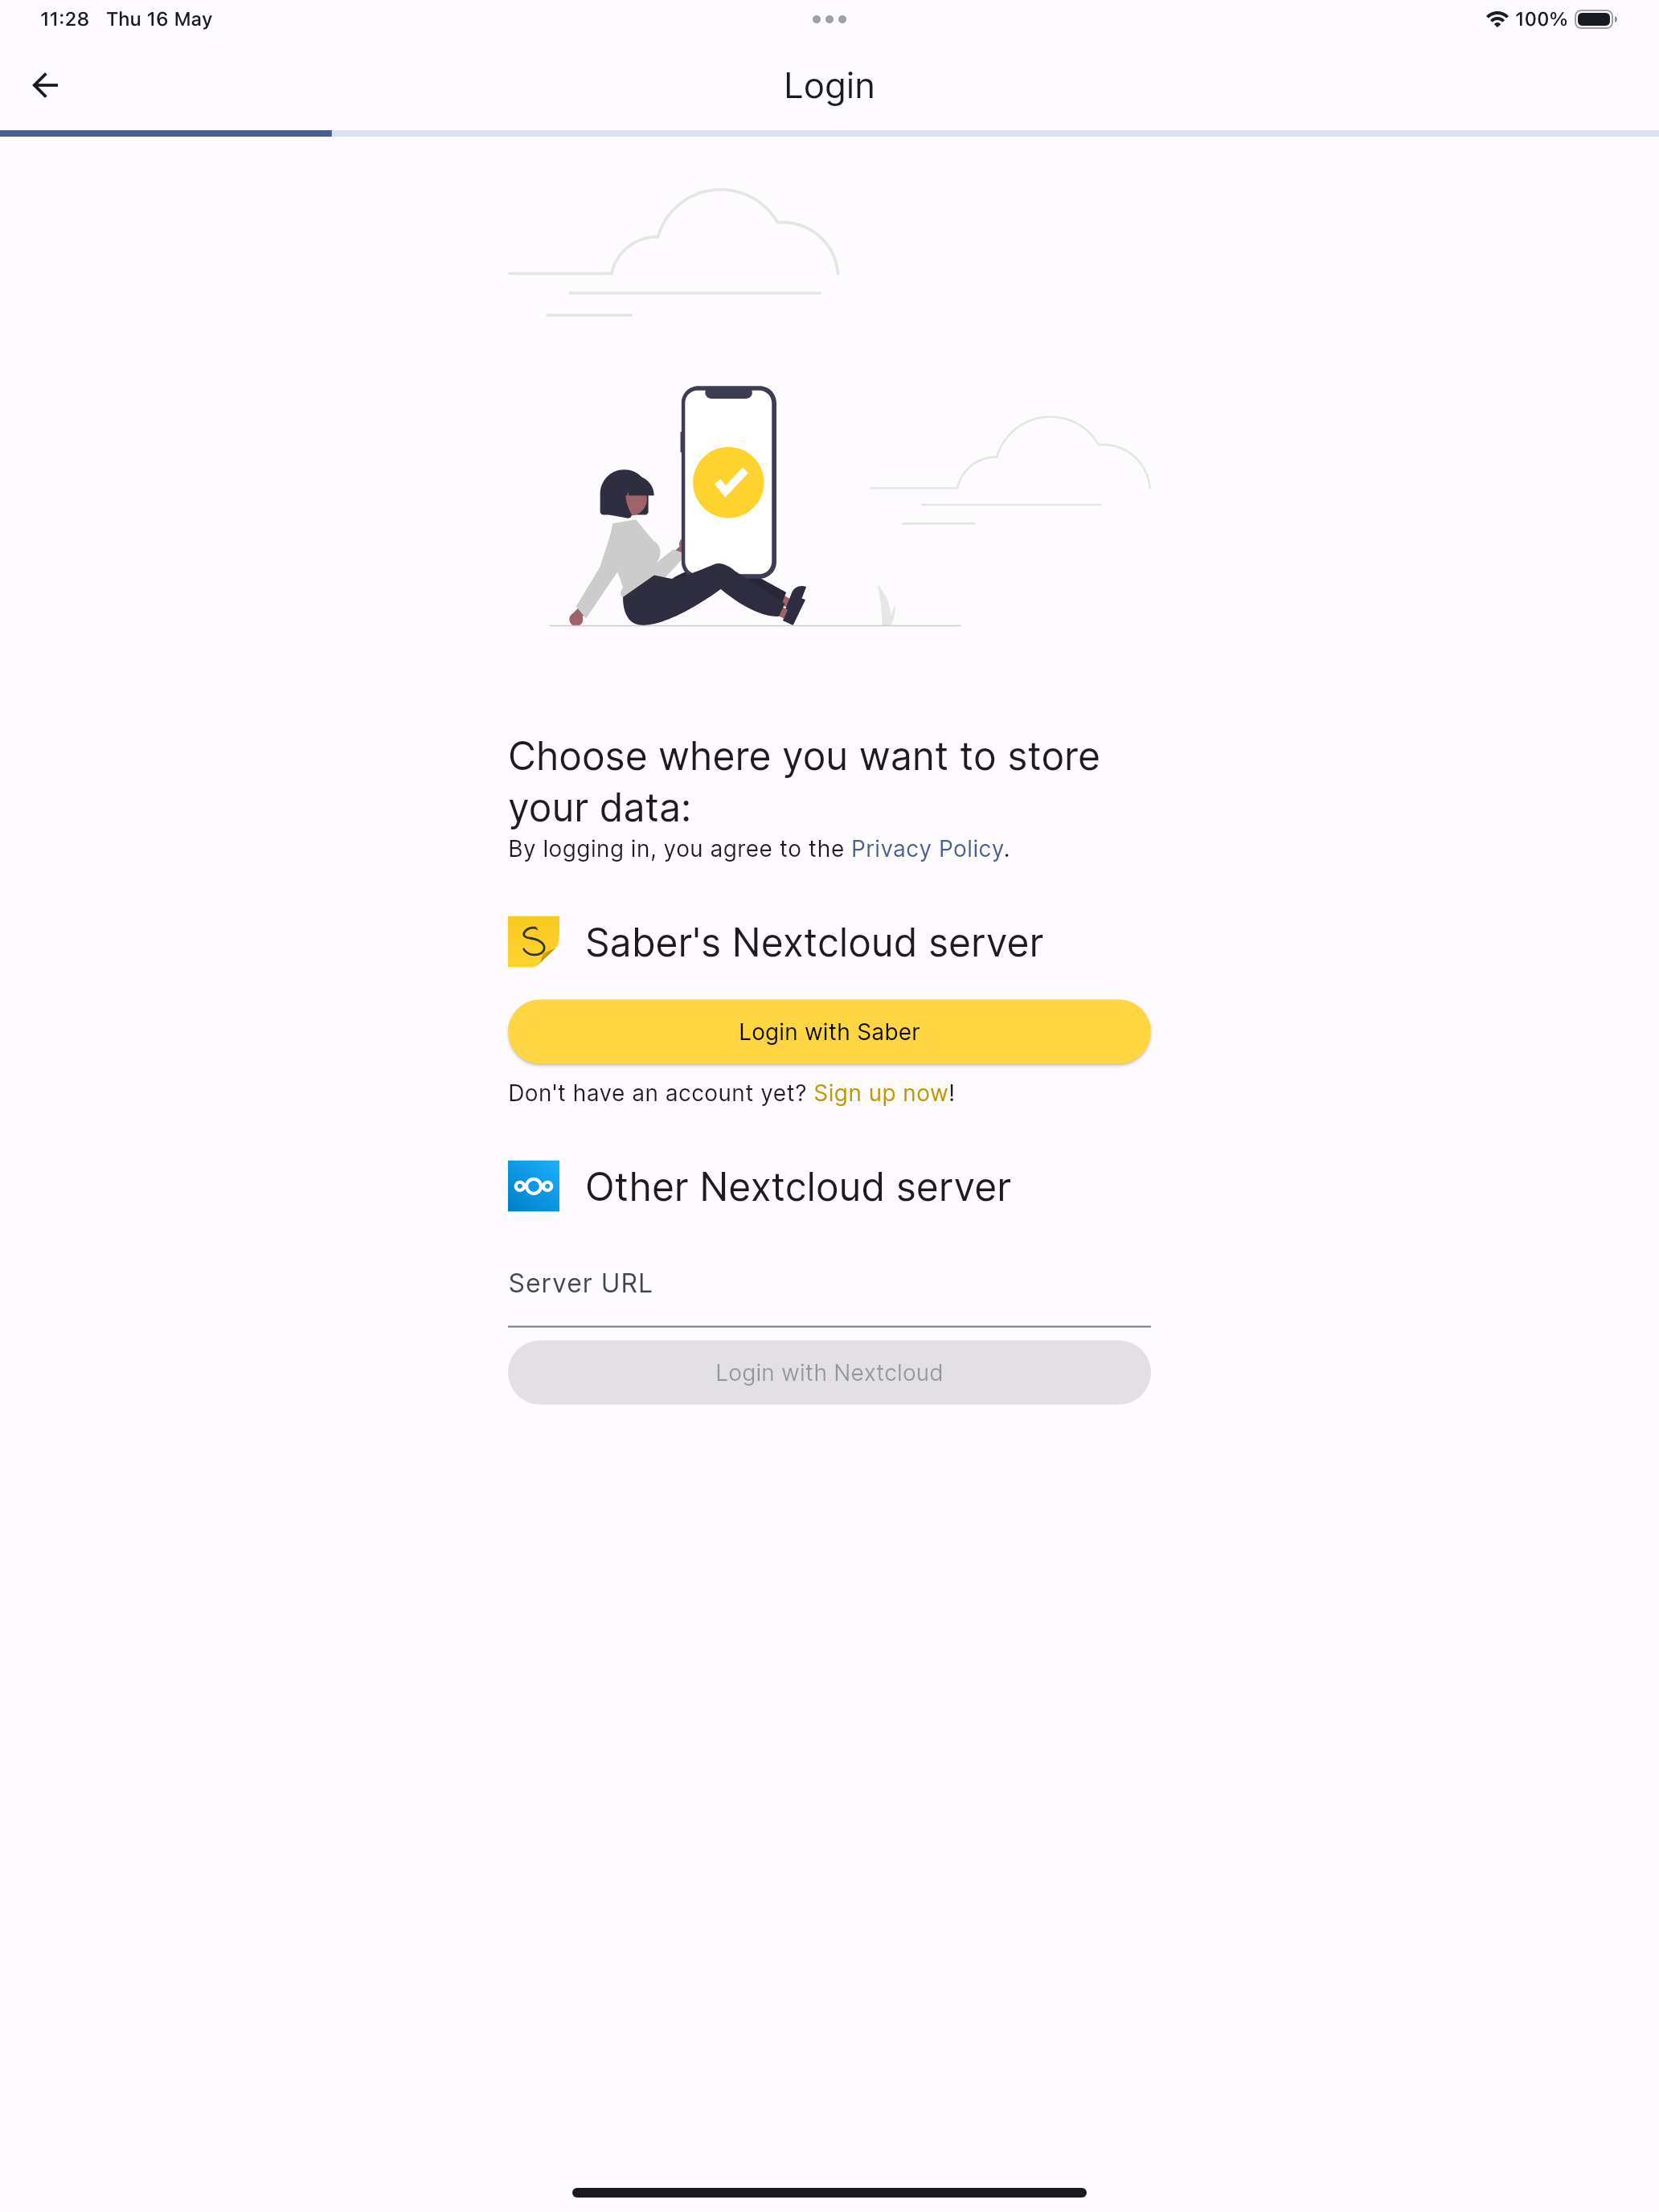 11:28 Thu 16 May
100%
Login
Choose where you want to store
your data:
By logging in, you agree to the Privacy Policy.
S
Saber's Nextcloud server
Login with Saber
Don't have an account yet? Sign up now!
Other Nextcloud server
Server URL
Login with Nextcloud